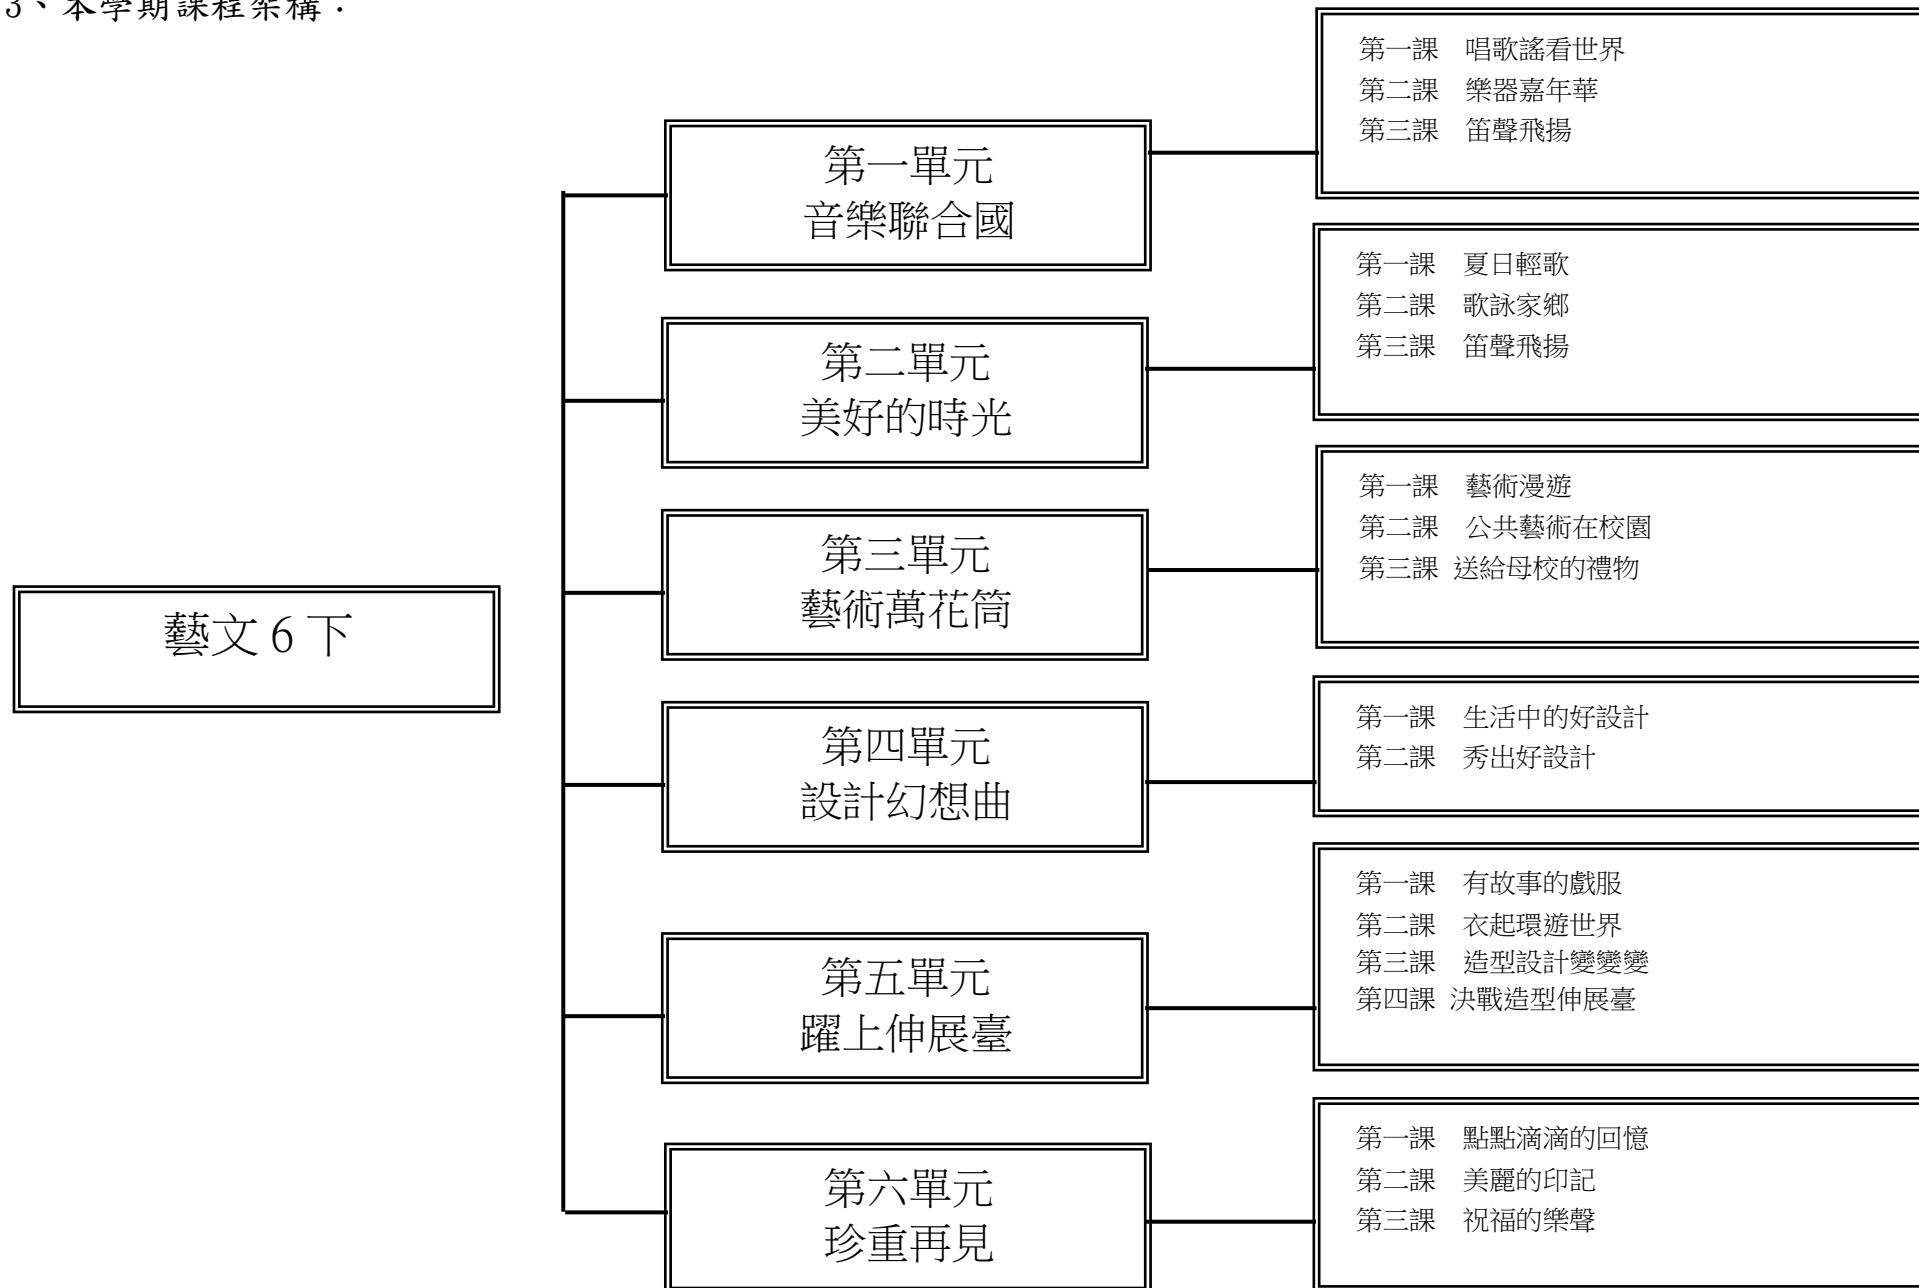 3、本學期課程架構：
藝文6下
第一單元
音樂聯合國
第一課 唱歌謠看世界
第二課 樂器嘉年華
第三課 笛聲飛揚
第二單元
美好的時光
第一課 夏日輕歌
第二課 歌詠家鄉
第三課 笛聲飛揚
第三單元
藝術萬花筒
第一課 藝術漫遊
第二課 公共藝術在校園
第三課 送給母校的禮物
第四單元
設計幻想曲
第一課 生活中的好設計
第二課 秀出好設計
第五單元
躍上伸展臺
第一課 有故事的戲服
第二課 衣起環遊世界
第三課 造型設計變變變
第四課 決戰造型伸展臺
第六單元
珍重再見
第一課 點點滴滴的回憶
第二課 美麗的印記
第三課 祝福的樂聲